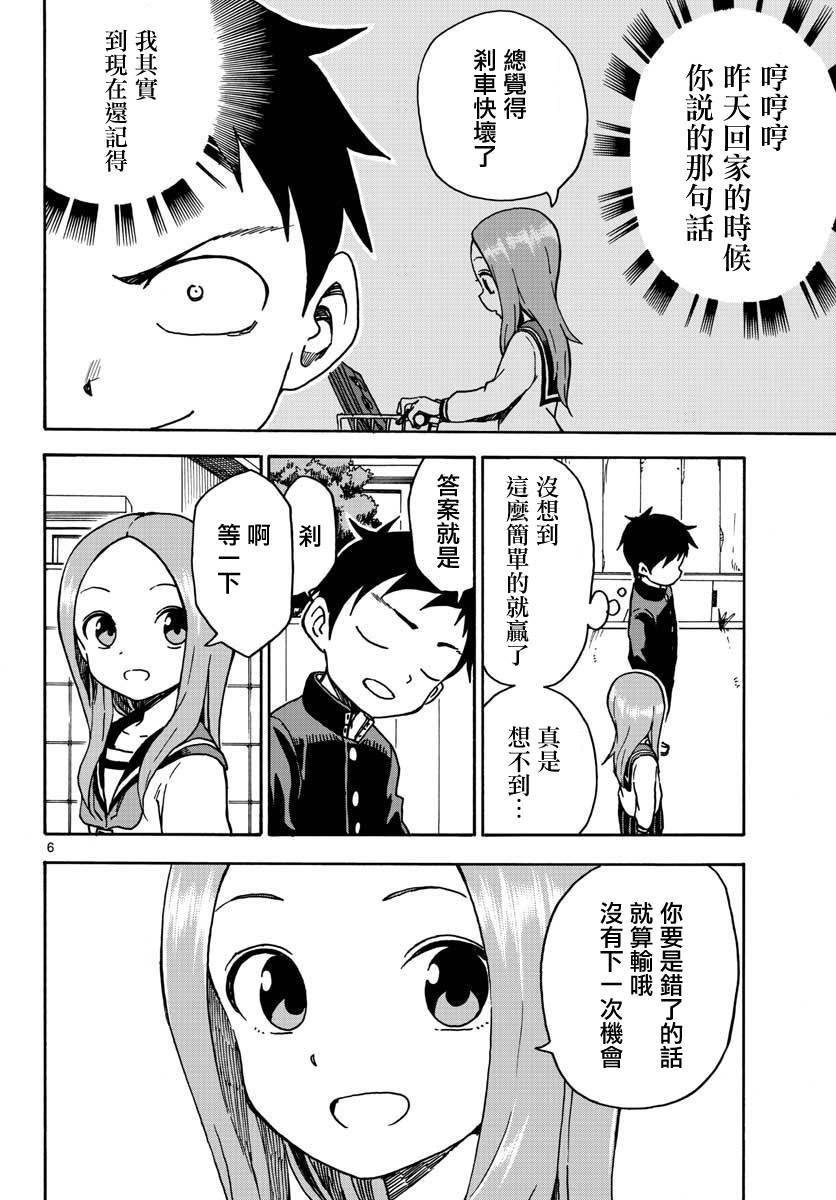 哼哼哼
昨天回家的時候
你説的那句話
總覺得
剎車快壞了
我其實
到現在還記得
沒想到
這麼簡單的就贏了
真是
想不到…
答案就是
剎
啊
等一下
6
你要是錯了的話
就算輸哦
沒有下一次機會